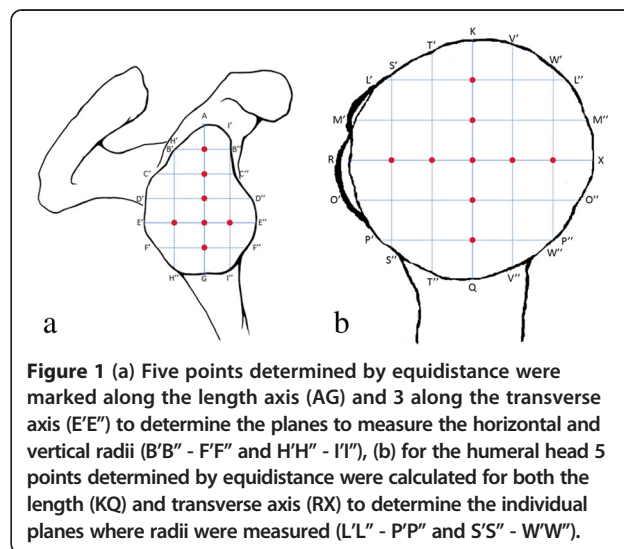 A
H' I'
B' B"
C' C"
D' D"
E' E"
F' F"
H" G I"
a
K
T' V'
S' W'
L' L"
M' M"
R X
O' O"
P' P"
S" W"
T" Q V"
b
Figure 1 (a) Five points determined by equidistance were
marked along the length axis (AG) and 3 along the transverse
axis (E'E") to determine the planes to measure the horizontal and
vertical radii (B'B" - F'F" and H'H" - I'I"), (b) for the humeral head 5
points determined by equidistance were calculated for both the
length (KQ) and transverse axis (RX) to determine the individual
planes where radii were measured (L'L" - P'P" and S'S" - W'W").